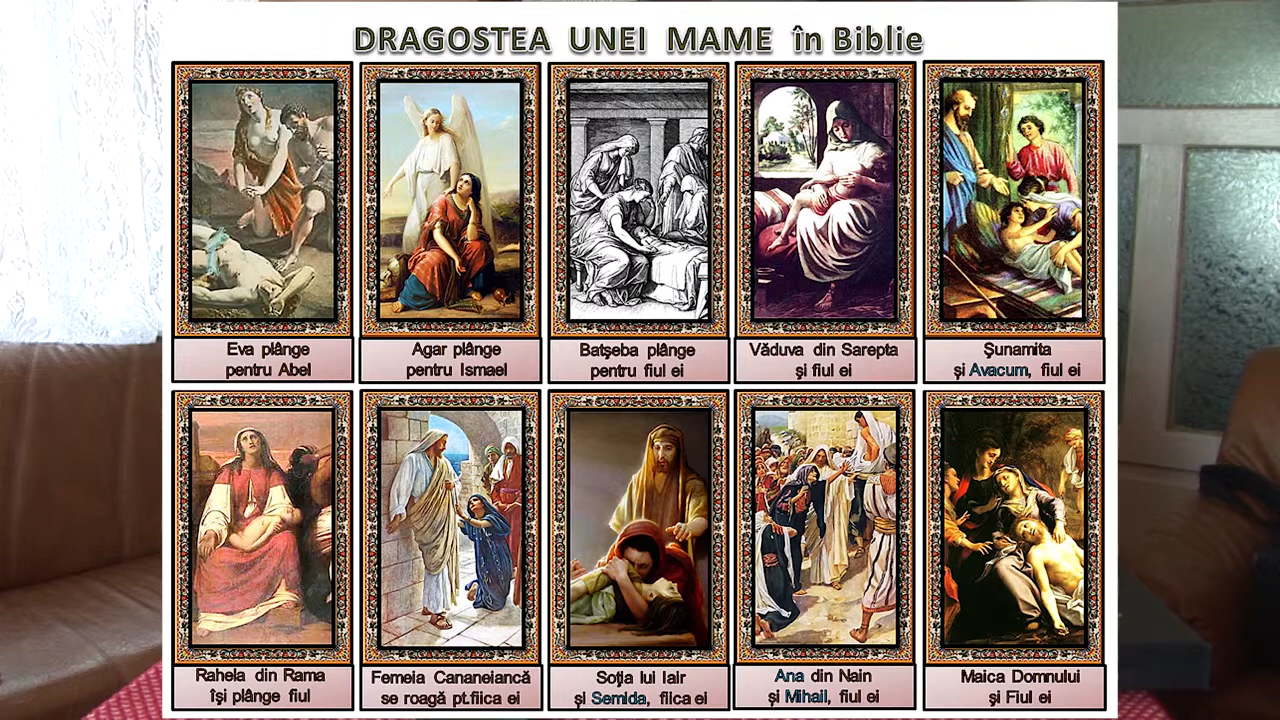 DRAGOSTEA UNEI MAME în Biblie
Eva plânge
pentru Abel
Agar plânge
pentru Ismael
Batşeba plânge
pentru fiul ei
Văduva din Sarepta
şi fiul ei
Şunamita
şi Avacum, fiul ei
Rahela din Rama
îşi plânge fiul
Femeia Cananeiancă
se roagă pt.fiica ei
Soţia lui Iair
şi Semida, fiica ei
Ana din Nain
şi Mihail, fiul ei
Maica Domnului
şi Fiul ei